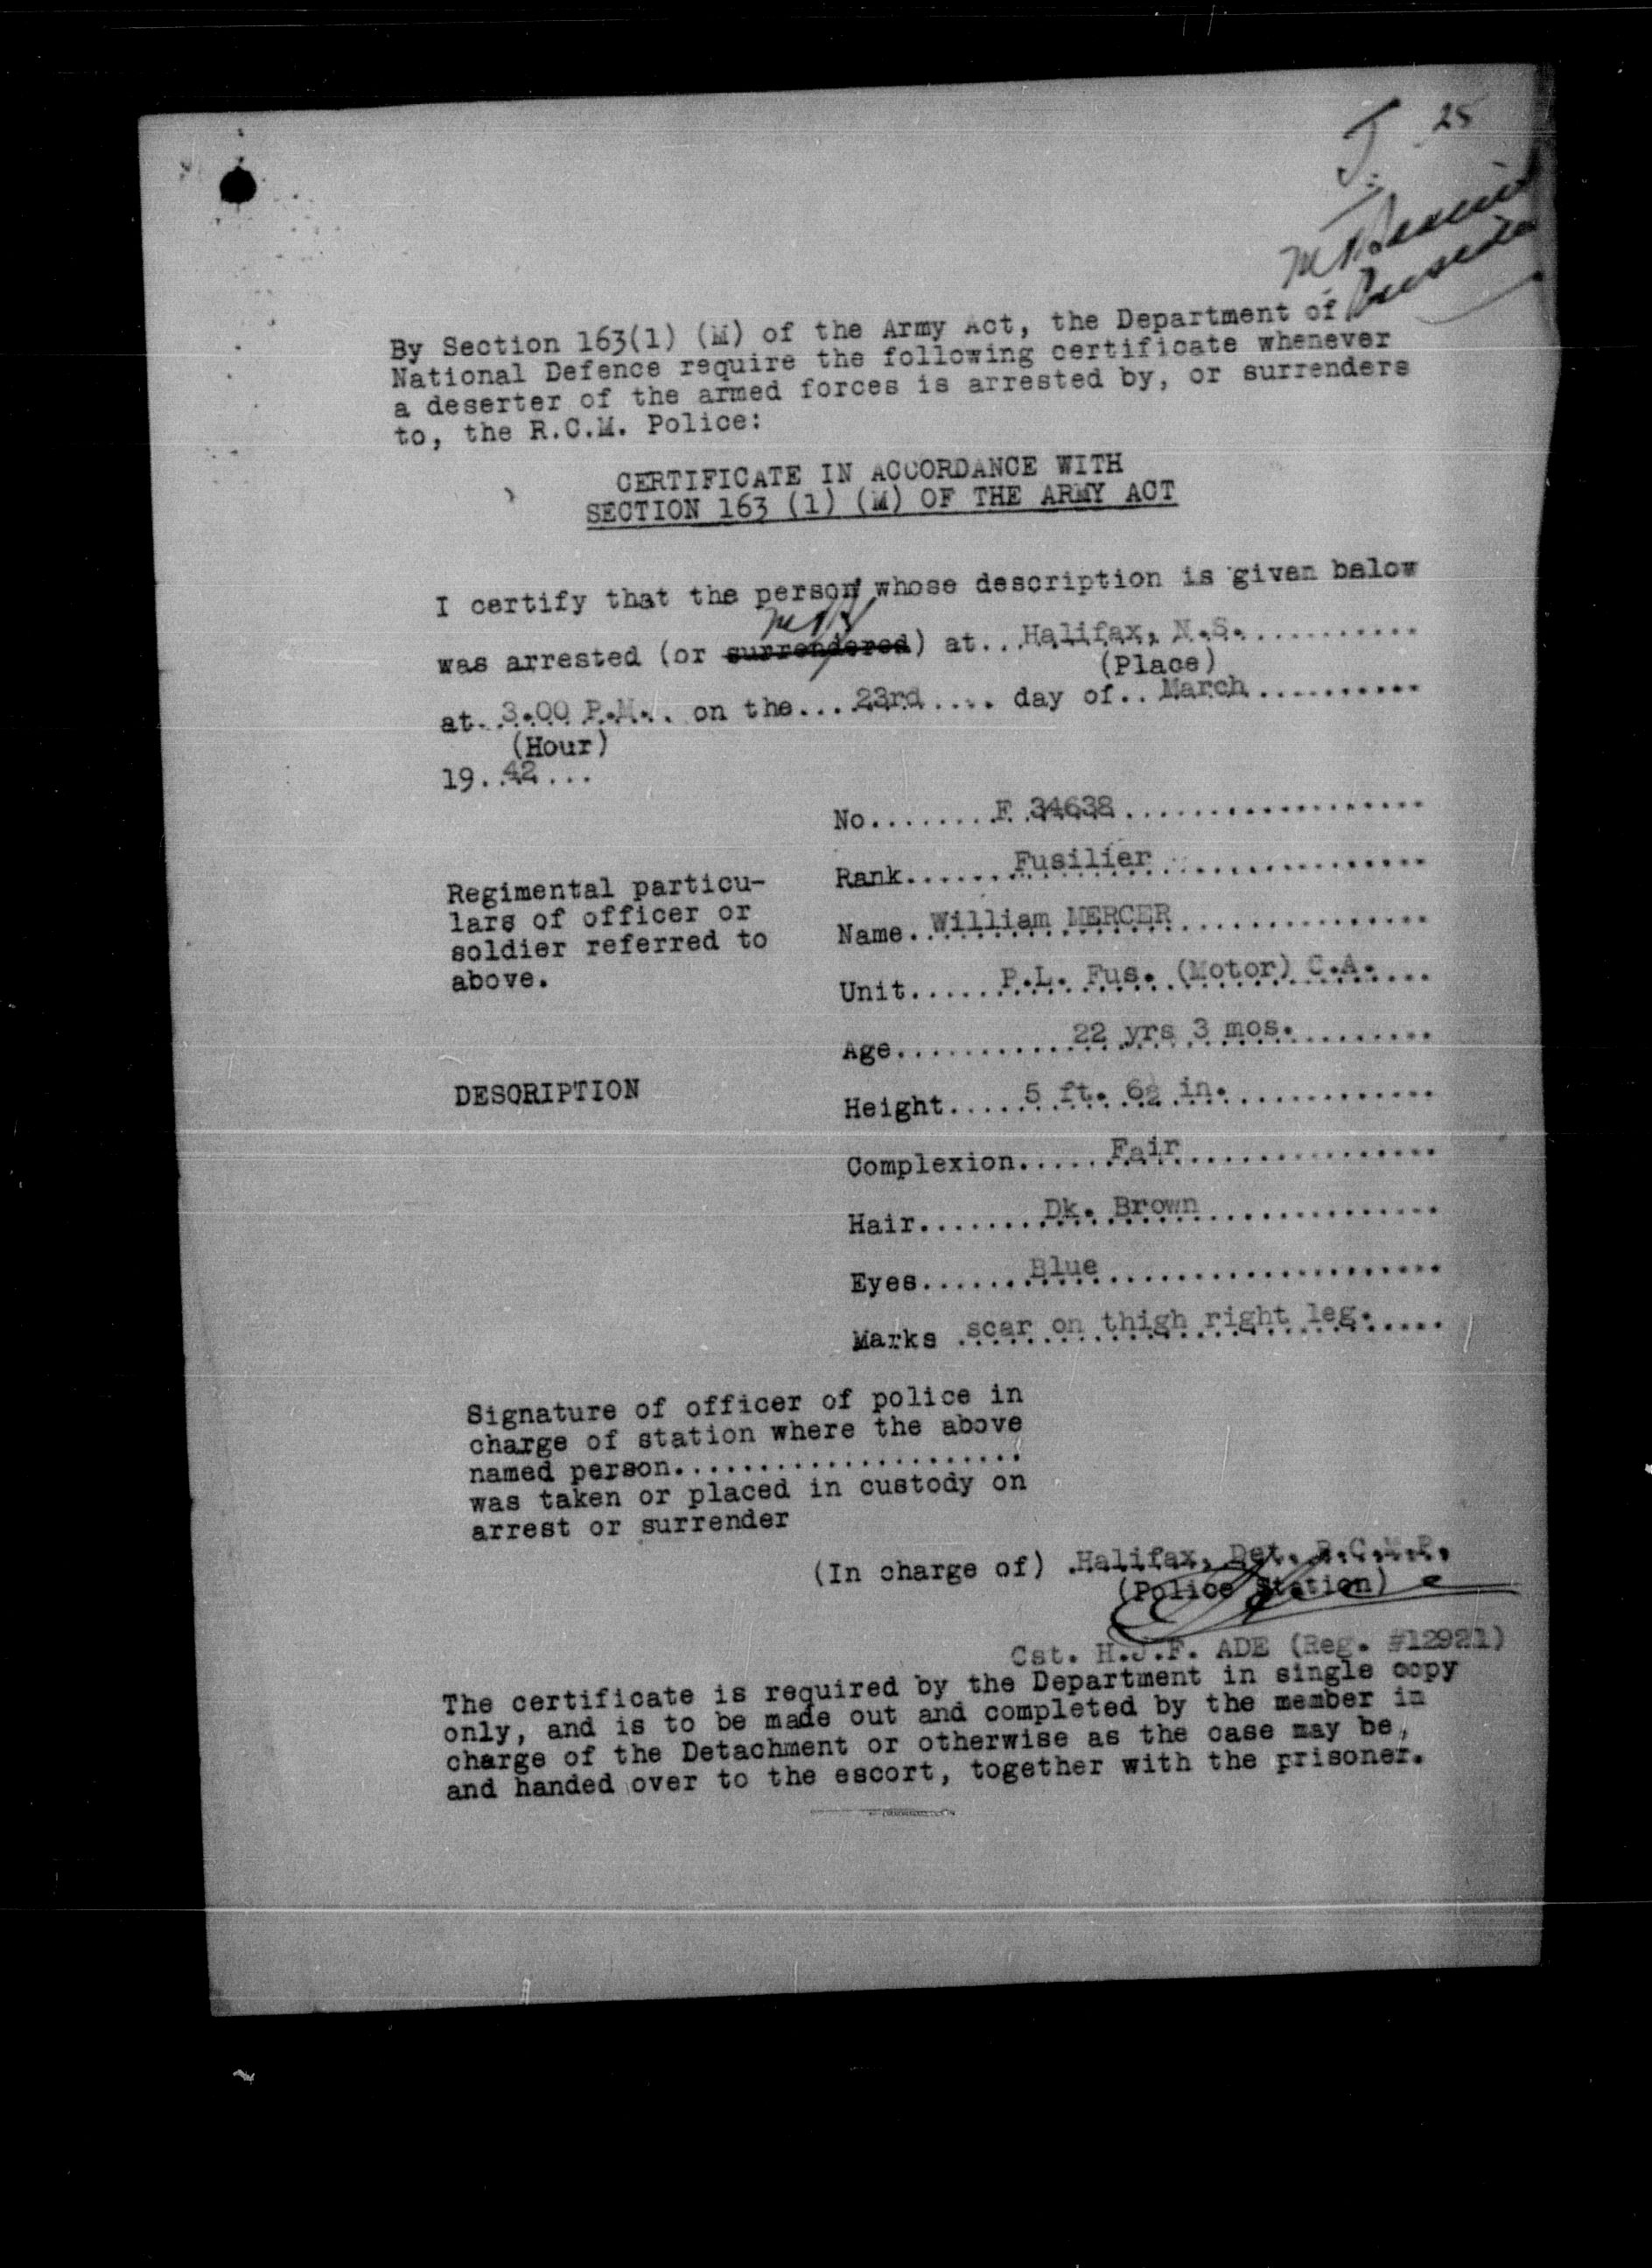 J. 25
By Section 163(1) (M) of the Army Act, the Department of
National Defence require the following certificate whenever
a deserter of the armed forces is arrested by, or surrenders
to, the R.C.M. Police:
CERTIFICATE IN ACCORDANCE WITH
SECTION 163 (1) (M) OF THE ARMY ACT
I certify that the person whose description is given below
was arrested (or surrendered) at...Halifax, N.S...........
(Place)
at..3.00 P.M... on the...23rd.... day of..March..........
(Hour)
19..42...
No.......F 34638...................
Rank......Fusilier................
Regimental particu-
lars of officer or
soldier referred to
above.
Name..William MERCER...............
Unit.....P.L. Fus. (Motor) C.A....
Age.........22 yrs 3 mos.........
DESCRIPTION
Height....5 ft. 6½ in.............
Complexion.....Fair................
Hair.......Dk. Brown...............
Eyes......Blue.....................
Marks .scar on thigh right leg.....
Signature of officer of police in
charge of station where the above
named person.....................
was taken or placed in custody on
arrest or surrender
(In charge of) .Halifax, Det. R.C.M.P.
(Police Station)
Cst. H.J.F. ADE (Reg. #12921)
The certificate is required by the Department in single copy
only, and is to be made out and completed by the member in
charge of the Detachment or otherwise as the case may be,
and handed over to the escort, together with the prisoner.